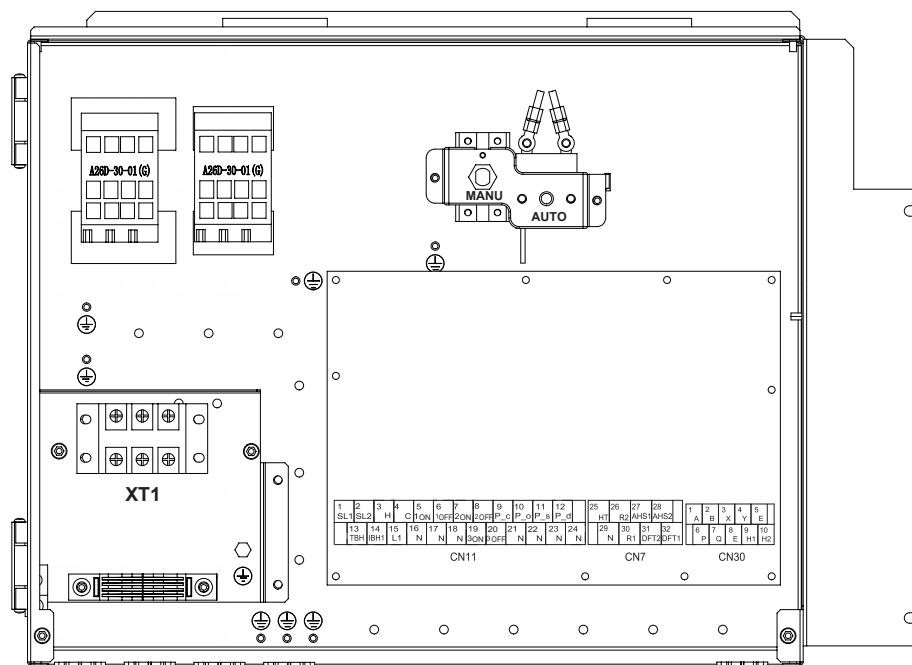 A26D-30-01(G)
A26D-30-01(G)
MANU
AUTO
XT1
1 2 3 4 5 6 7 8 9 10 11 12
SL1 SL2 H C 1ON 1OFF 2ON 2OFF P_c P_o P_s P_d
13 14 15 16 17 18 19 20 21 22 23 24
TBH IBH1 L1 N N N 3ON 3OFF N N N N
CN11
25 26 27 28
HT R2 AHS1 AHS2
29 30 31 32
N R1 DFT2 DFT1
CN7
1 2 3 4 5
A B X Y E
6 7 8 9 10
P Q E H1 H2
CN30